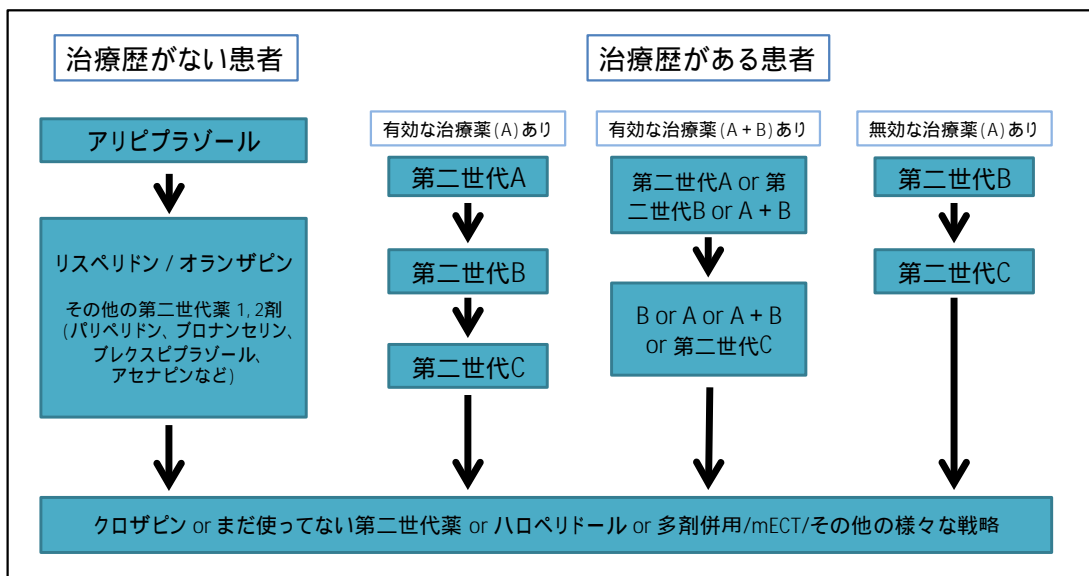 治療歴がない患者
治療歴がある患者
アリピプラゾール
リスペリドン / オランザピン
その他の第二世代薬 1, 2剤
(パリペリドン、ブロナンセリン、
ブレクスピプラゾール、
アセナピンなど)
有効な治療薬(A)あり
第二世代A
第二世代B
第二世代C
有効な治療薬(A + B)あり
第二世代A or 第
二世代B or A + B
B or A or A + B
or 第二世代C
無効な治療薬(A)あり
第二世代B
第二世代C
クロザピン or まだ使ってない第二世代薬 or ハロペリドール or 多剤併用/mECT/その他の様々な戦略